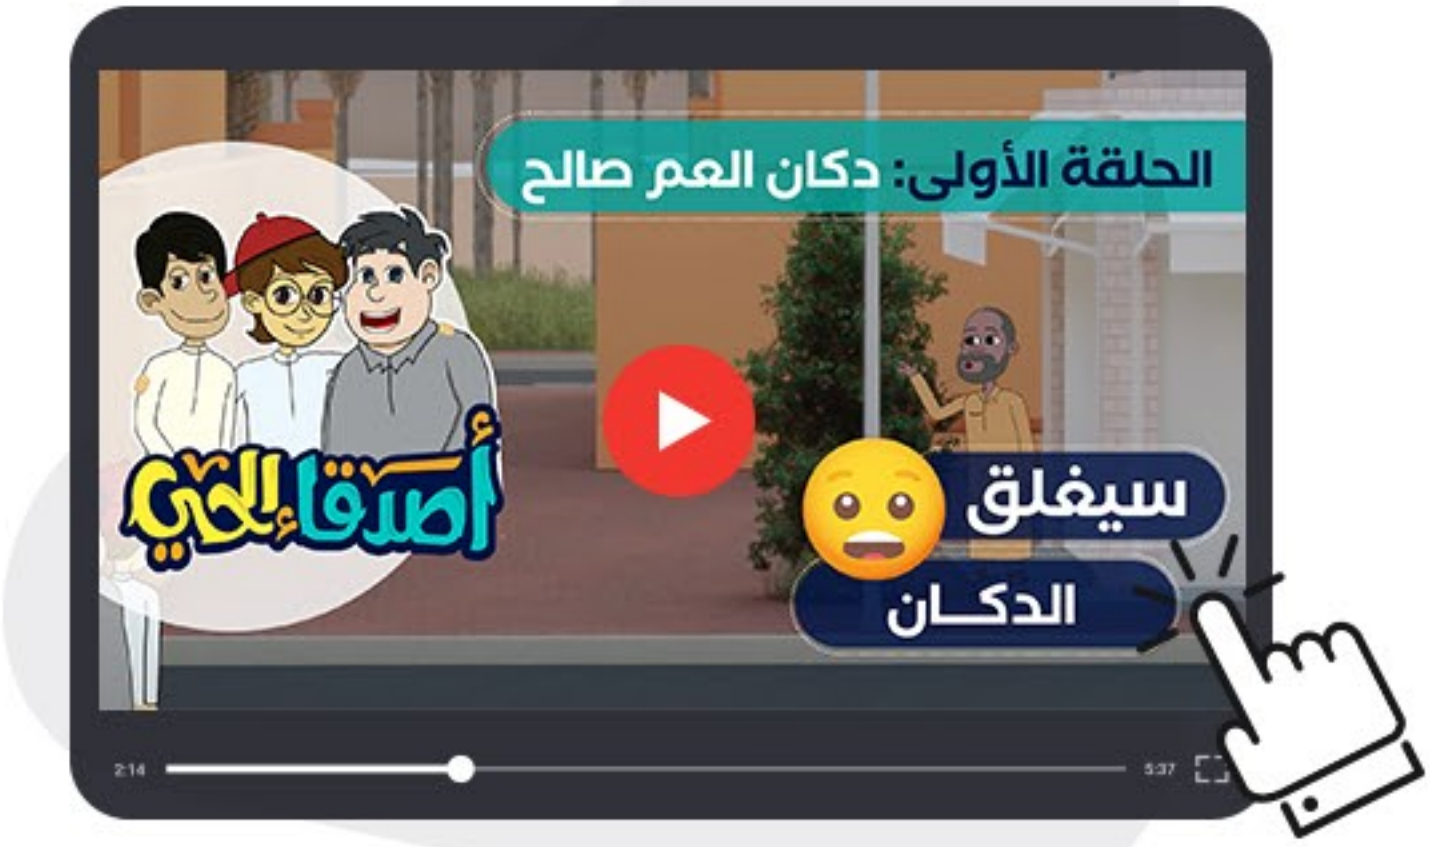 الحلقة الأولى: دكان العم صالح
أصدقاء الحي
سيغلق
الدكــان
2:14
5:37